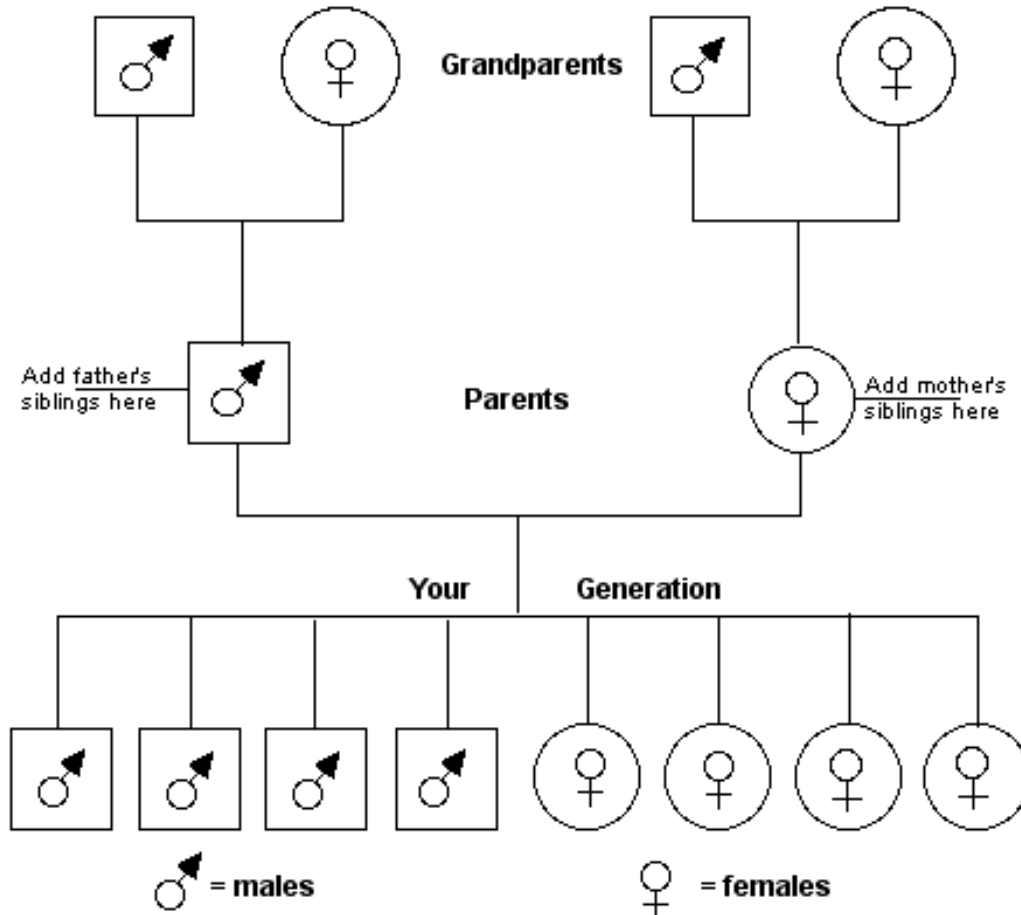 Grandparents
Add father's
siblings here
Parents
Add mother's
siblings here
Your Generation
= males
= females